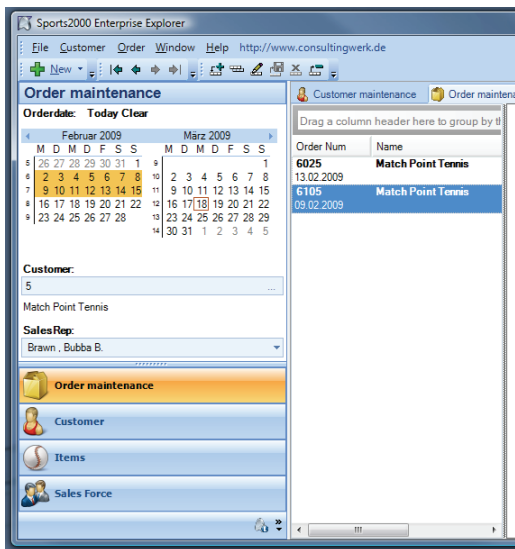 Sports2000 Enterprise Explorer
File Customer Order Window Help http://www.consultingwerk.de
New
Order maintenance
Orderdate: Today Clear
Februar 2009 März 2009
M D M D F S S M D M D F S S
5 26 27 28 29 30 31 1 9 1
6 2 3 4 5 6 7 8 10 2 3 4 5 6 7 8
7 9 10 11 12 13 14 15 11 9 10 11 12 13 14 15
8 16 17 18 19 20 21 22 12 16 17 18 19 20 21 22
9 23 24 25 26 27 28 13 23 24 25 26 27 28 29
14 30 31 1 2 3 4 5
Customer:
5 ...
Match Point Tennis
SalesRep:
Brawn , Bubba B.
Order maintenance
Customer
Items
Sales Force
Customer maintenance Order maintena
Drag a column header here to group by th
Order Num Name
6025 Match Point Tennis
13.02.2009
6105 Match Point Tennis
09.02.2009